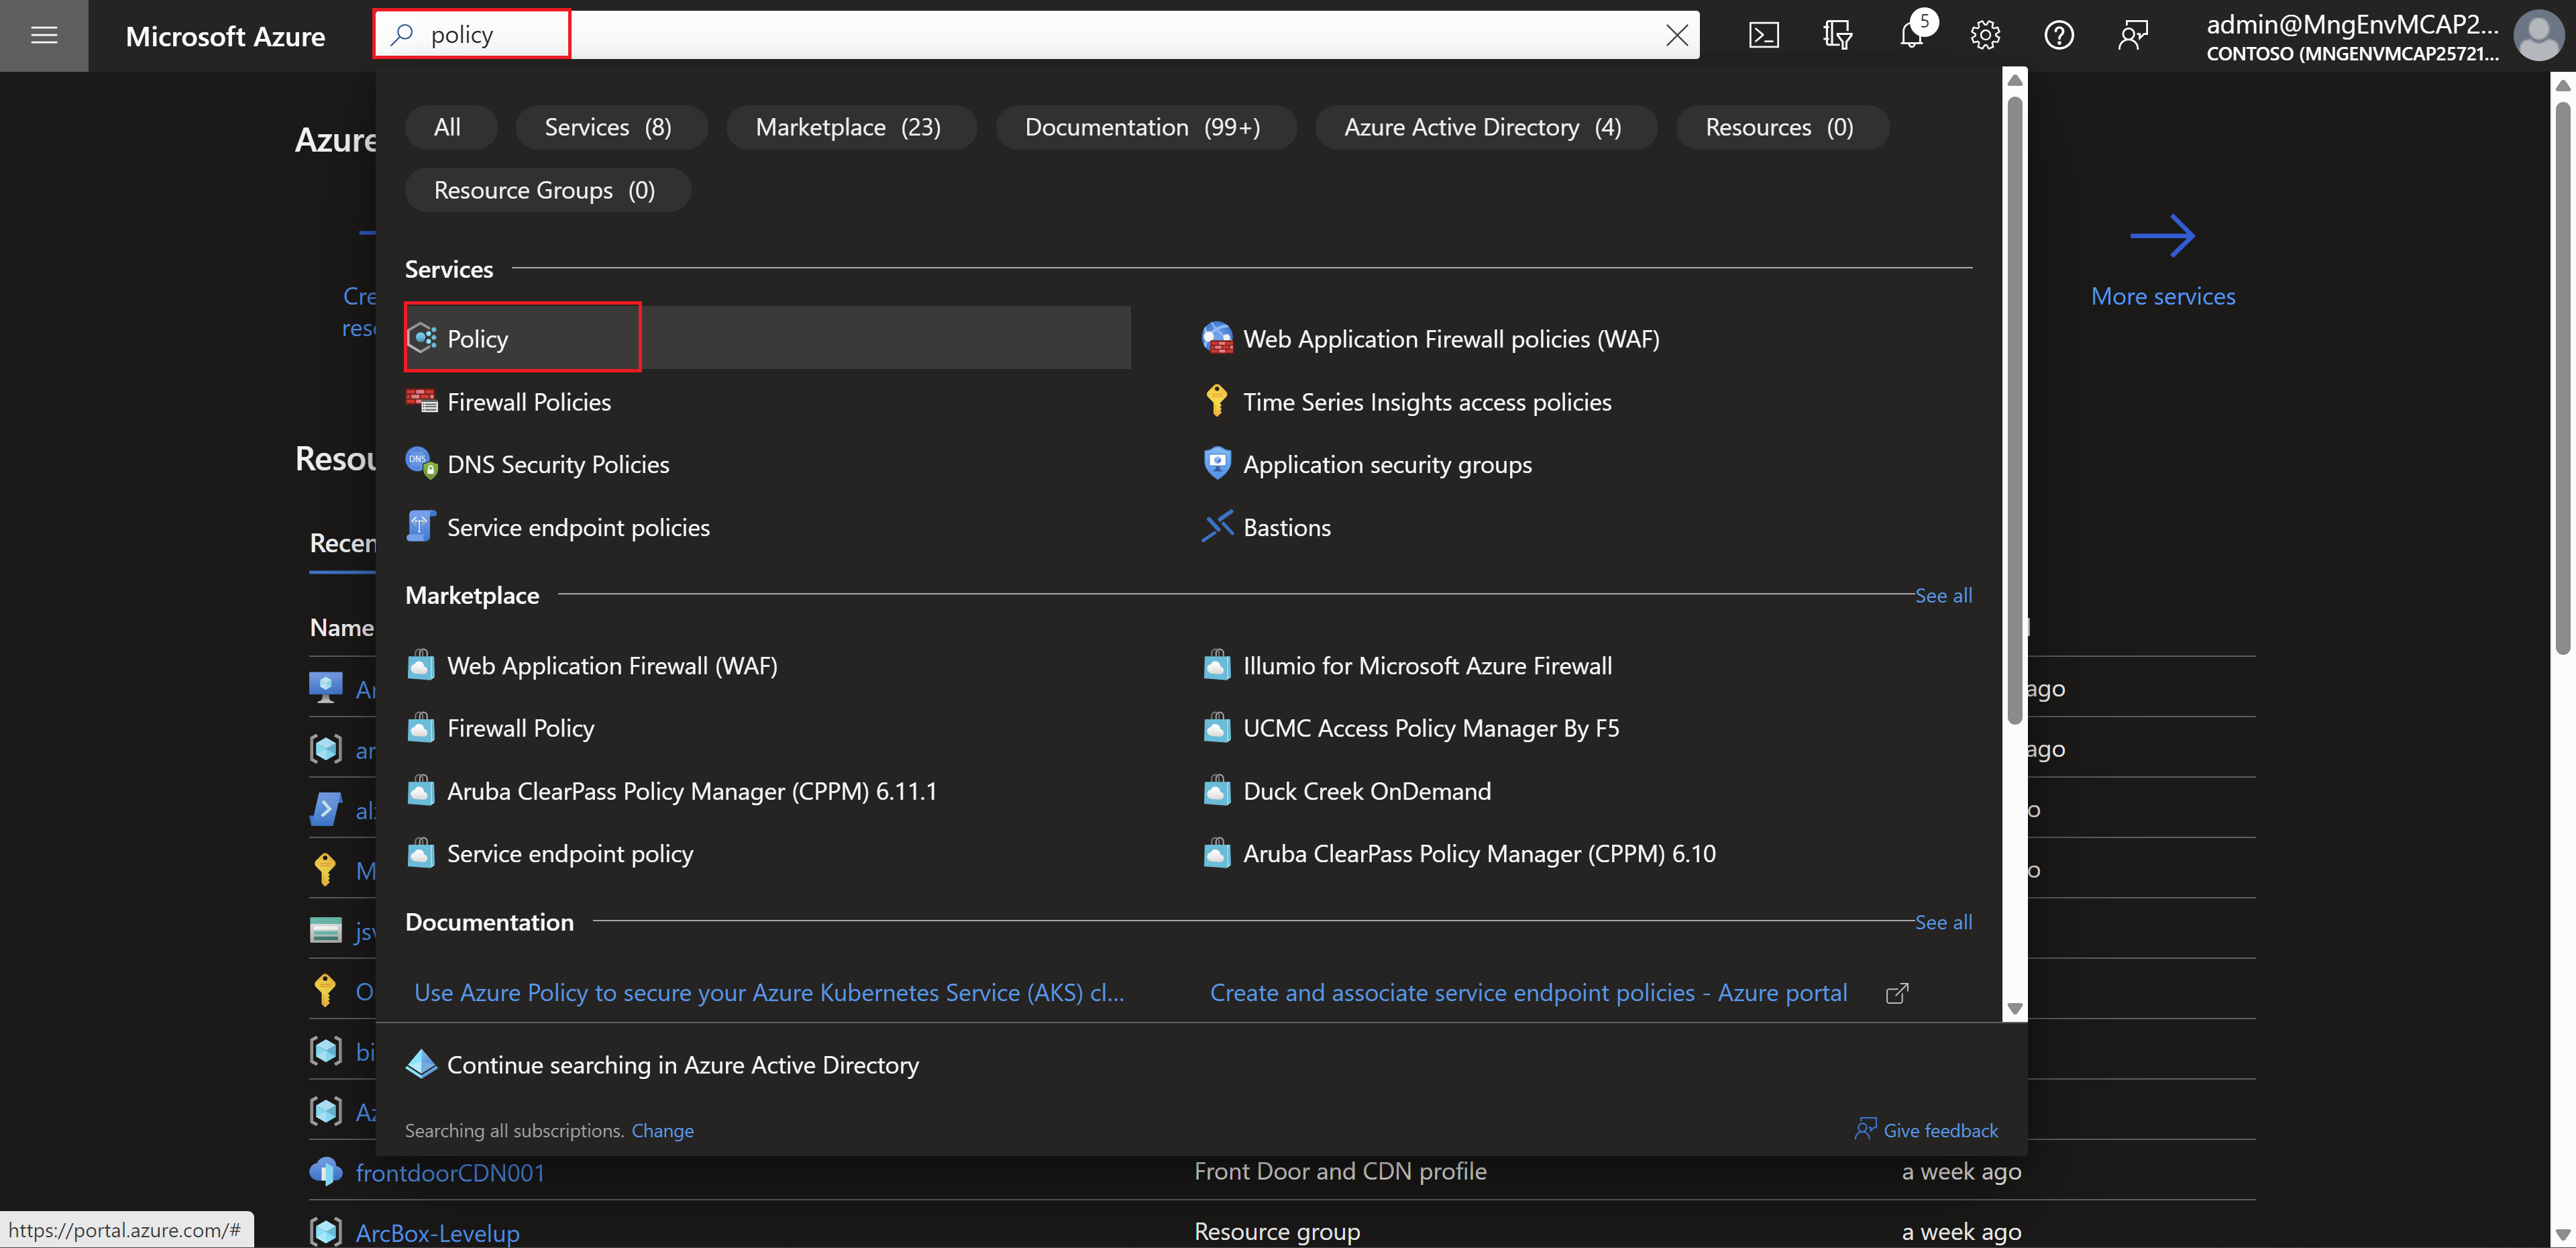 Microsoft Azure
policy
5
admin@MngEnvMCAP2...
CONTOSO (MNGENVMCAP25721...
All
Services (8)
Marketplace (23)
Documentation (99+)
Azure Active Directory (4)
Resources (0)
Resource Groups (0)
Azure
Cre
res
More services
Services
Policy
Web Application Firewall policies (WAF)
Firewall Policies
Time Series Insights access policies
DNS
DNS Security Policies
Application security groups
Service endpoint policies
Bastions
Resou
Recen
Name
Marketplace
See all
Web Application Firewall (WAF)
Illumio for Microsoft Azure Firewall
Firewall Policy
UCMC Access Policy Manager By F5
Aruba ClearPass Policy Manager (CPPM) 6.11.1
Duck Creek OnDemand
Service endpoint policy
Aruba ClearPass Policy Manager (CPPM) 6.10
Ar
ago
ar
ago
al
o
M
o
Documentation
See all
Use Azure Policy to secure your Azure Kubernetes Service (AKS) cl...
Create and associate service endpoint policies - Azure portal
js
O
bi
Az
Continue searching in Azure Active Directory
Searching all subscriptions. Change
Give feedback
frontdoorCDN001
Front Door and CDN profile
a week ago
ArcBox-Levelup
Resource group
a week ago
https://portal.azure.com/#